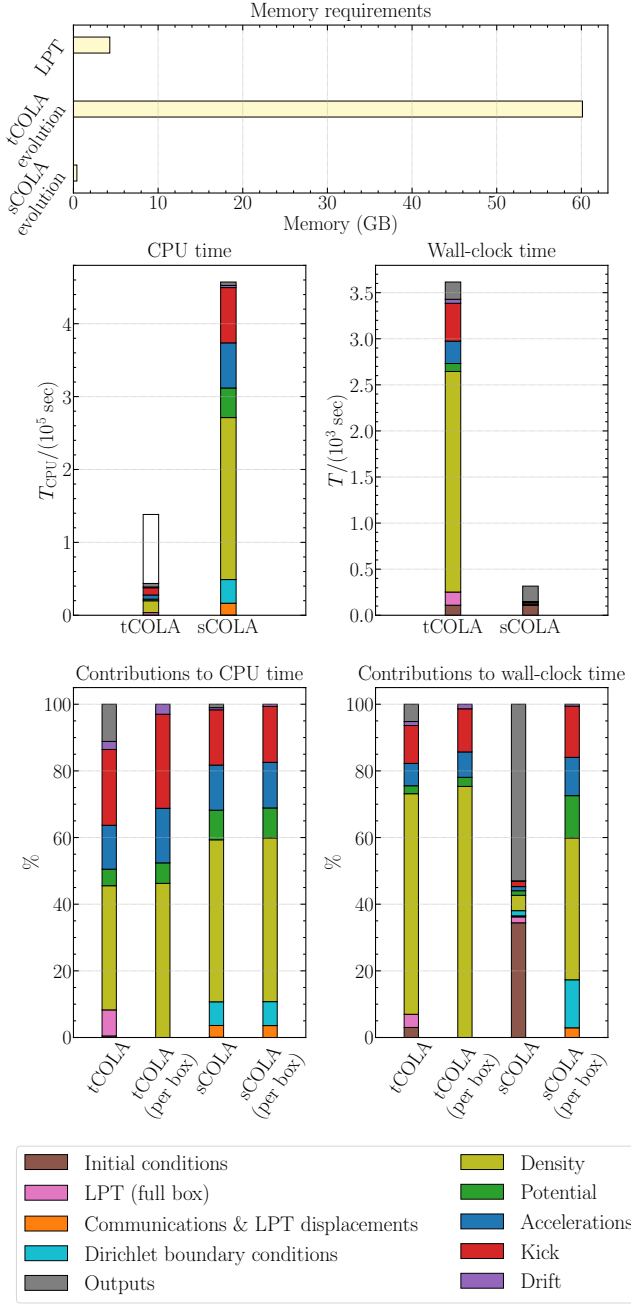 Memory requirements
LPT
tCOLA
evolution
sCOLA
evolution
0 10 20 30 40 50 60
Memory (GB)
CPU time
T_CPU/(10^5 sec)
4
3
2
1
0
tCOLA sCOLA
Wall-clock time
T/(10^3 sec)
3.5
3.0
2.5
2.0
1.5
1.0
0.5
0.0
tCOLA sCOLA
Contributions to CPU time
%
100
80
60
40
20
0
tCOLA
tCOLA
(per box)
sCOLA
sCOLA
(per box)
Contributions to wall-clock time
%
100
80
60
40
20
0
tCOLA
tCOLA
(per box)
sCOLA
sCOLA
(per box)
Initial conditions
LPT (full box)
Communications & LPT displacements
Dirichlet boundary conditions
Outputs
Density
Potential
Accelerations
Kick
Drift